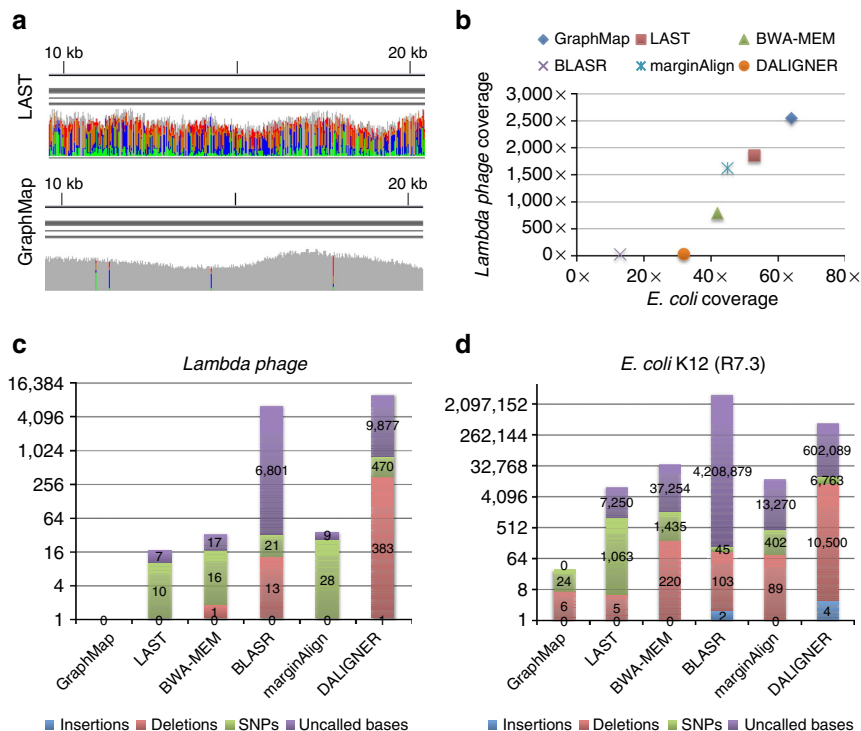 a
10 kb 20 kb
LAST
10 kb 20 kb
GraphMap
b
GraphMap LAST BWA-MEM
BLASR marginAlign DALIGNER
Lambda phage coverage
3,000×
2,500×
2,000×
1,500×
1,000×
500×
0×
0× 20× 40× 60× 80×
E. coli coverage
c
Lambda phage
16,384
4,096
1,024
256
64
16
4
1
0
7
10
0
17
16
1
0
6,801
21
13
0
9
28
0
9,877
470
383
1
GraphMap
LAST
BWA-MEM
BLASR
marginAlign
DALIGNER
Insertions Deletions SNPs Uncalled bases
d
E. coli K12 (R7.3)
2,097,152
262,144
32,768
4,096
512
64
8
1
0
24
6
0
7,250
1,063
5
0
37,254
1,435
220
0
4,208,879
45
103
2
13,270
402
89
0
602,089
6,763
10,500
4
GraphMap
LAST
BWA-MEM
BLASR
marginAlign
DALIGNER
Insertions Deletions SNPs Uncalled bases